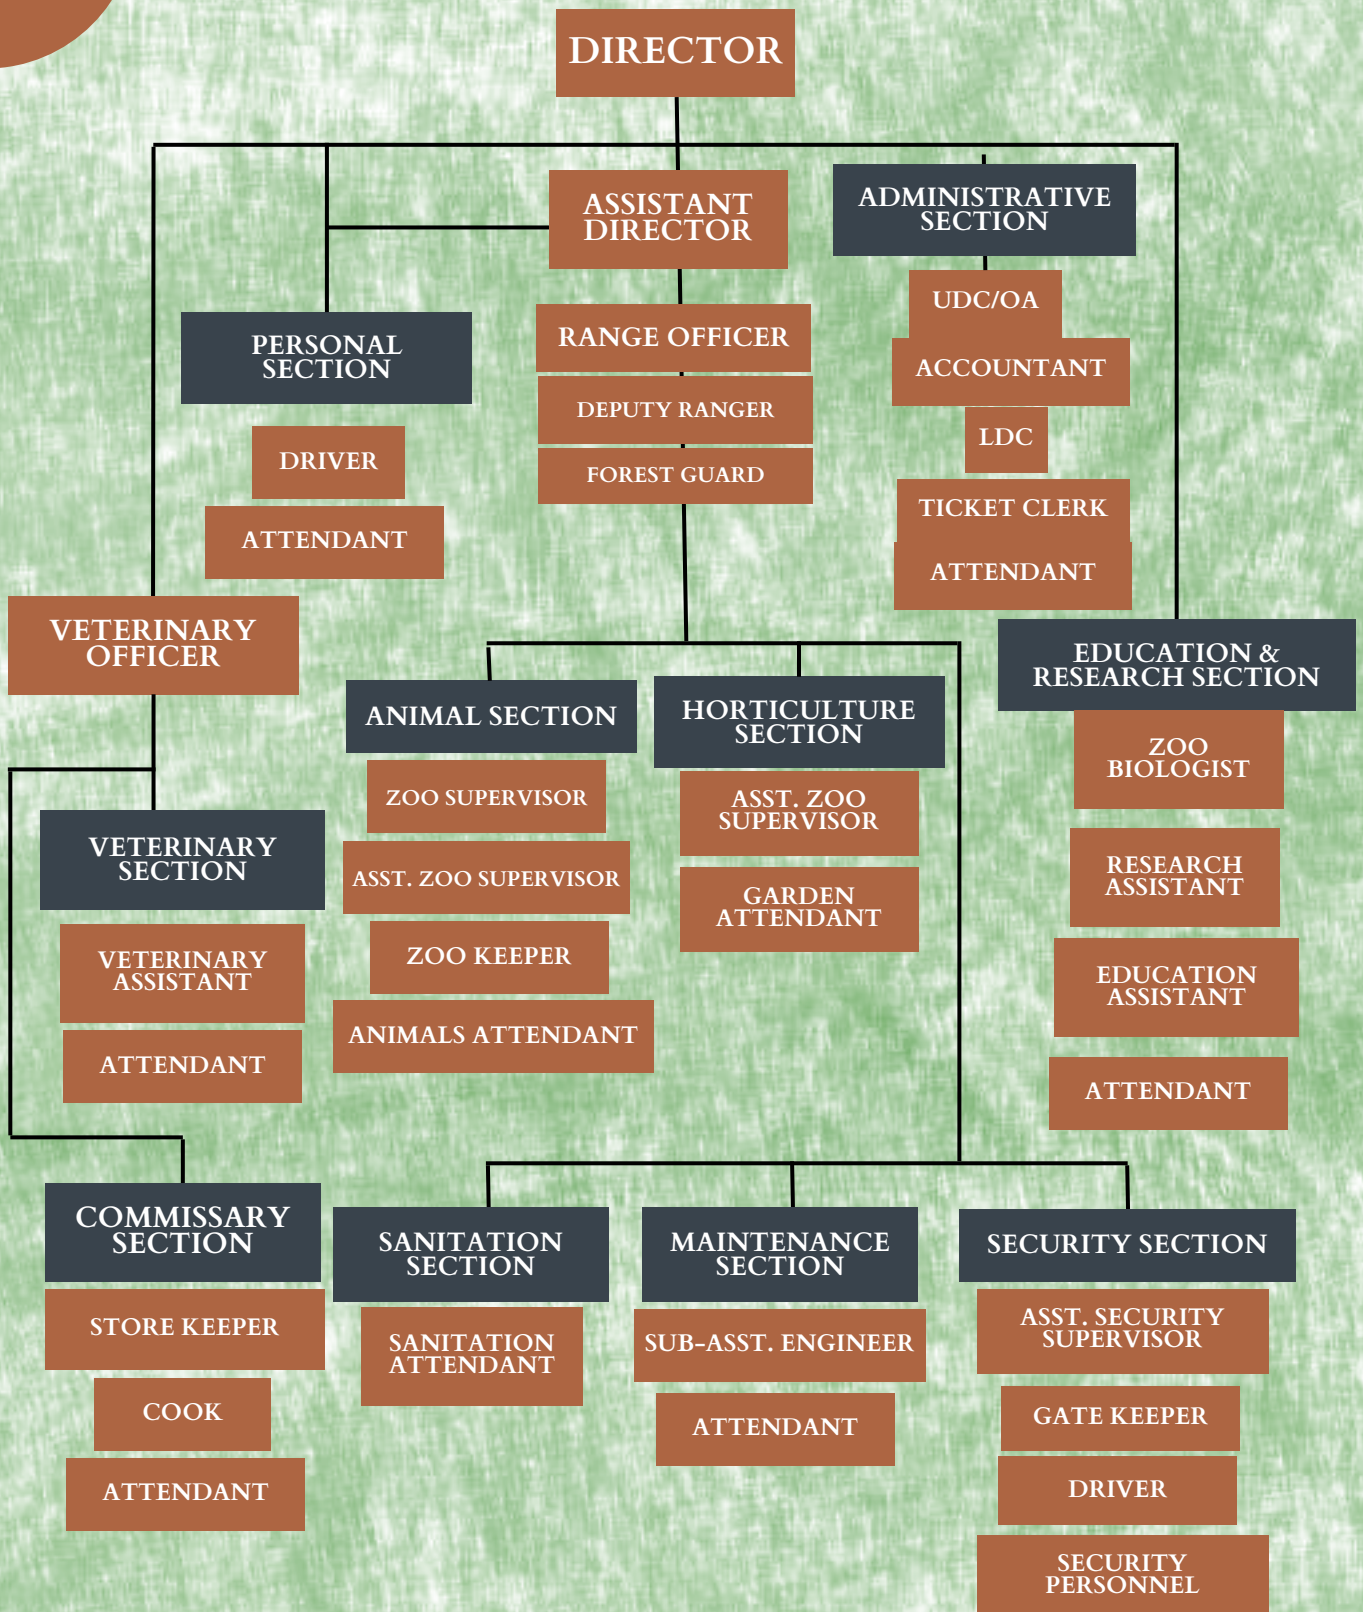 DIRECTOR
ASSISTANT
DIRECTOR
ADMINISTRATIVE
SECTION
UDC/OA
ACCOUNTANT
LDC
TICKET CLERK
ATTENDANT
PERSONAL
SECTION
DRIVER
ATTENDANT
RANGE OFFICER
DEPUTY RANGER
FOREST GUARD
VETERINARY
OFFICER
EDUCATION &
RESEARCH SECTION
ZOO
BIOLOGIST
RESEARCH
ASSISTANT
EDUCATION
ASSISTANT
ATTENDANT
ANIMAL SECTION
ZOO SUPERVISOR
ASST. ZOO SUPERVISOR
ZOO KEEPER
ANIMALS ATTENDANT
HORTICULTURE
SECTION
ASST. ZOO
SUPERVISOR
GARDEN
ATTENDANT
VETERINARY
SECTION
VETERINARY
ASSISTANT
ATTENDANT
COMMISSARY
SECTION
STORE KEEPER
COOK
ATTENDANT
SANITATION
SECTION
SANITATION
ATTENDANT
MAINTENANCE
SECTION
SUB-ASST. ENGINEER
ATTENDANT
SECURITY SECTION
ASST. SECURITY
SUPERVISOR
GATE KEEPER
DRIVER
SECURITY
PERSONNEL